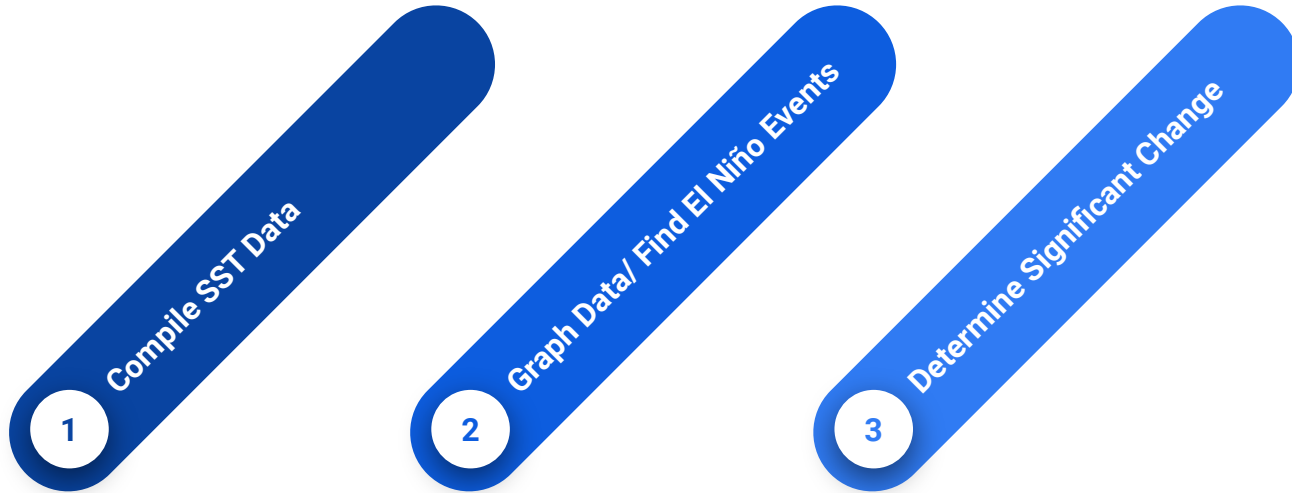 1
Compile SST Data
2
Graph Data/ Find El Niño Events
3
Determine Significant Change